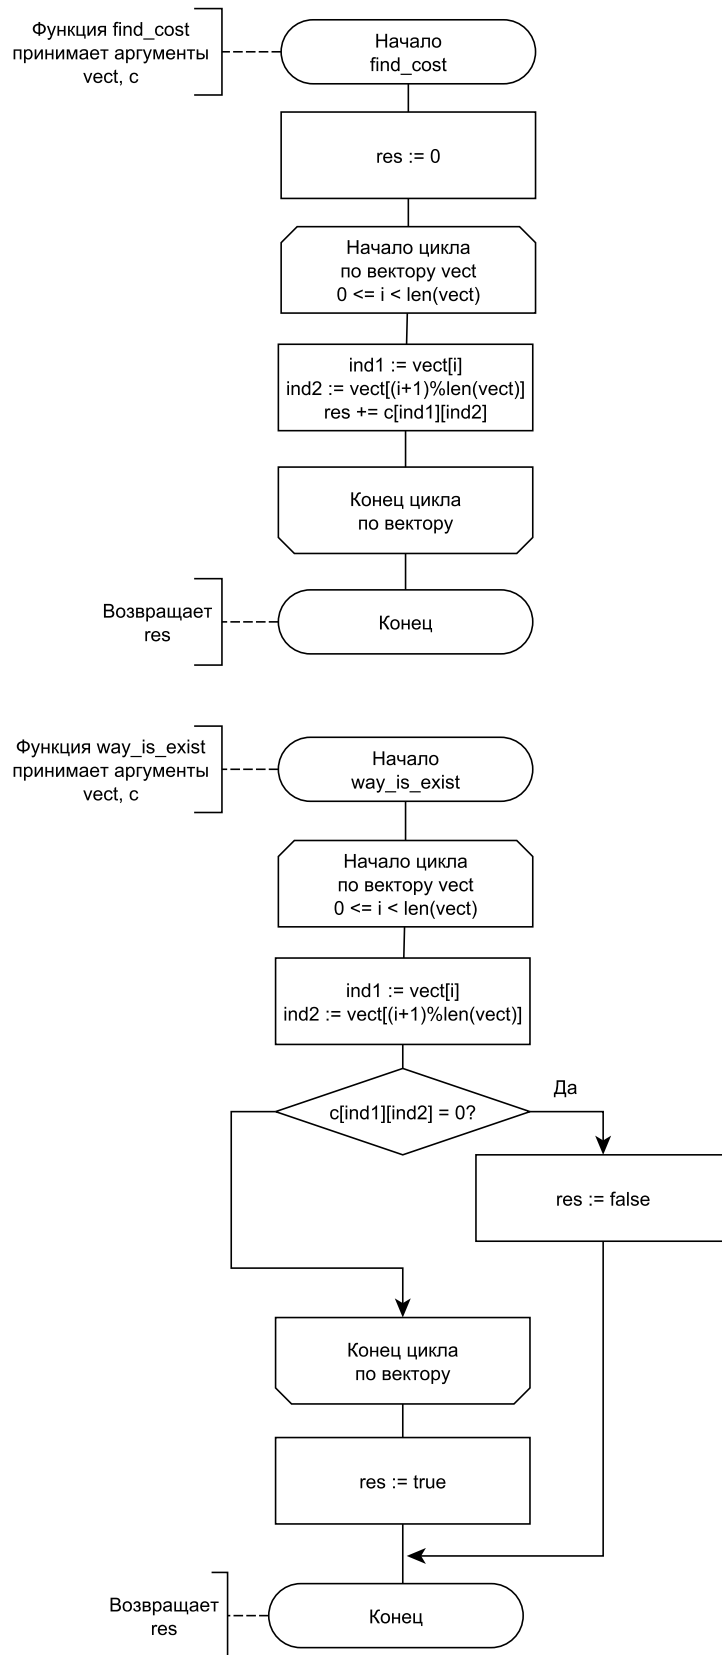 Функция find_cost
принимает аргументы
vect, c
Начало
find_cost
res := 0
Начало цикла
по вектору vect
0 <= i < len(vect)
ind1 := vect[i]
ind2 := vect[(i+1)%len(vect)]
res += c[ind1][ind2]
Конец цикла
по вектору
Возвращает
res
Конец
Функция way_is_exist
принимает аргументы
vect, c
Начало
way_is_exist
Начало цикла
по вектору vect
0 <= i < len(vect)
ind1 := vect[i]
ind2 := vect[(i+1)%len(vect)]
c[ind1][ind2] = 0?
Да
res := false
Конец цикла
по вектору
res := true
Возвращает
res
Конец